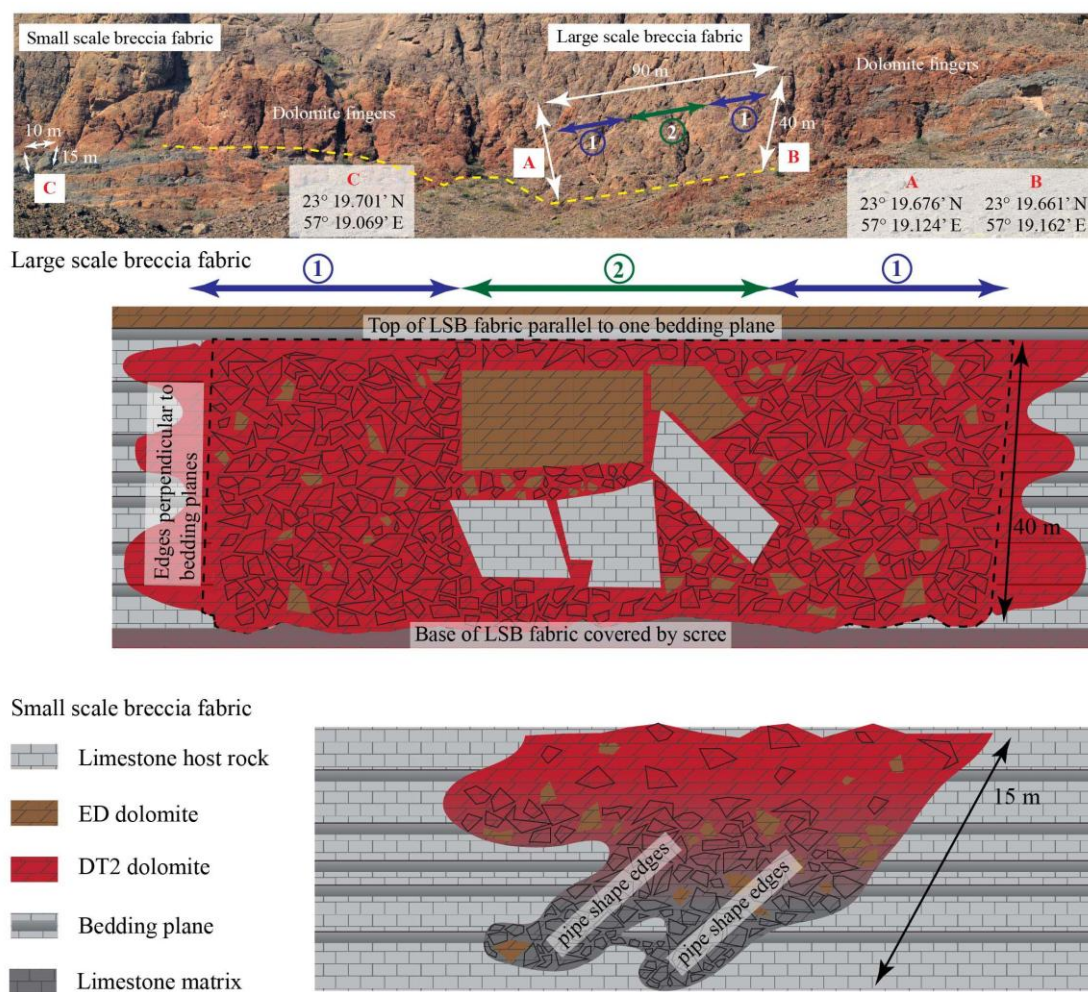 Small scale breccia fabric
Large scale breccia fabric
90 m
Dolomite fingers
Dolomite fingers
10 m
15 m
40 m
1
2
1
C
A
B
C
23° 19.701' N
57° 19.069' E
A B
23° 19.676' N 23° 19.661' N
57° 19.124' E 57° 19.162' E
Large scale breccia fabric
1
2
1
Top of LSB fabric parallel to one bedding plane
Edges perpendicular to
bedding planes
40 m
Base of LSB fabric covered by scree
Small scale breccia fabric
Limestone host rock
ED dolomite
DT2 dolomite
Bedding plane
Limestone matrix
pipe shape edges
pipe shape edges
15 m